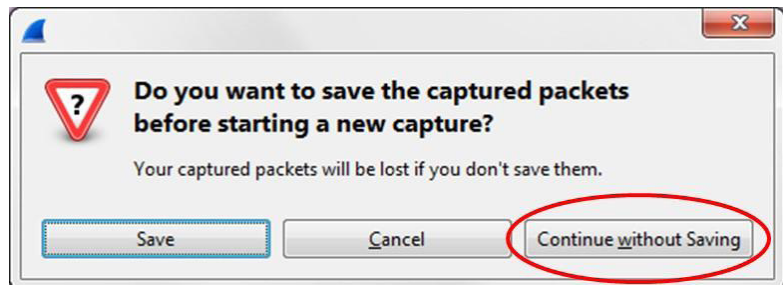 ?
Do you want to save the captured packets
before starting a new capture?
Your captured packets will be lost if you don't save them.
Save
Cancel
Continue without Saving